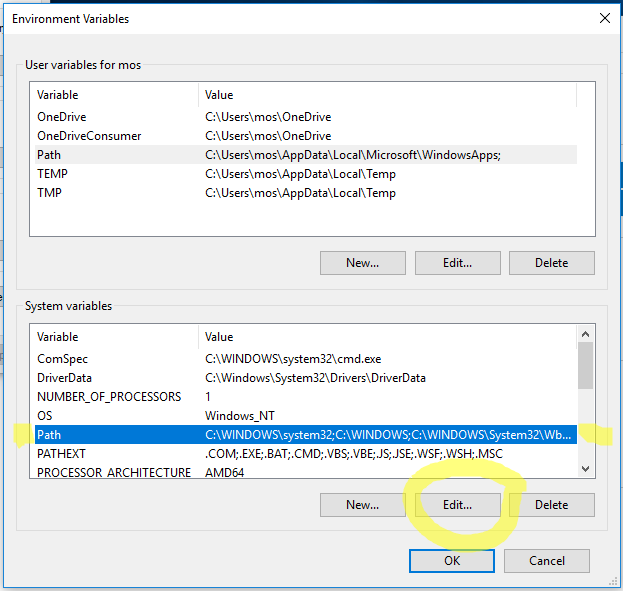 Environment Variables
User variables for mos
Variable Value
OneDrive C:\Users\mos\OneDrive
OneDriveConsumer C:\Users\mos\OneDrive
Path C:\Users\mos\AppData\Local\Microsoft\WindowsApps;
TEMP C:\Users\mos\AppData\Local\Temp
TMP C:\Users\mos\AppData\Local\Temp
New... Edit... Delete
System variables
Variable Value
ComSpec C:\WINDOWS\system32\cmd.exe
DriverData C:\Windows\System32\Drivers\DriverData
NUMBER_OF_PROCESSORS 1
OS Windows_NT
Path C:\WINDOWS\system32;C:\WINDOWS;C:\WINDOWS\System32\Wb...
PATHEXT .COM;.EXE;.BAT;.CMD;.VBS;.VBE;.JS;.JSE;.WSF;.WSH;.MSC
PROCESSOR_ARCHITECTURE AMD64
New... Edit... Delete
OK Cancel